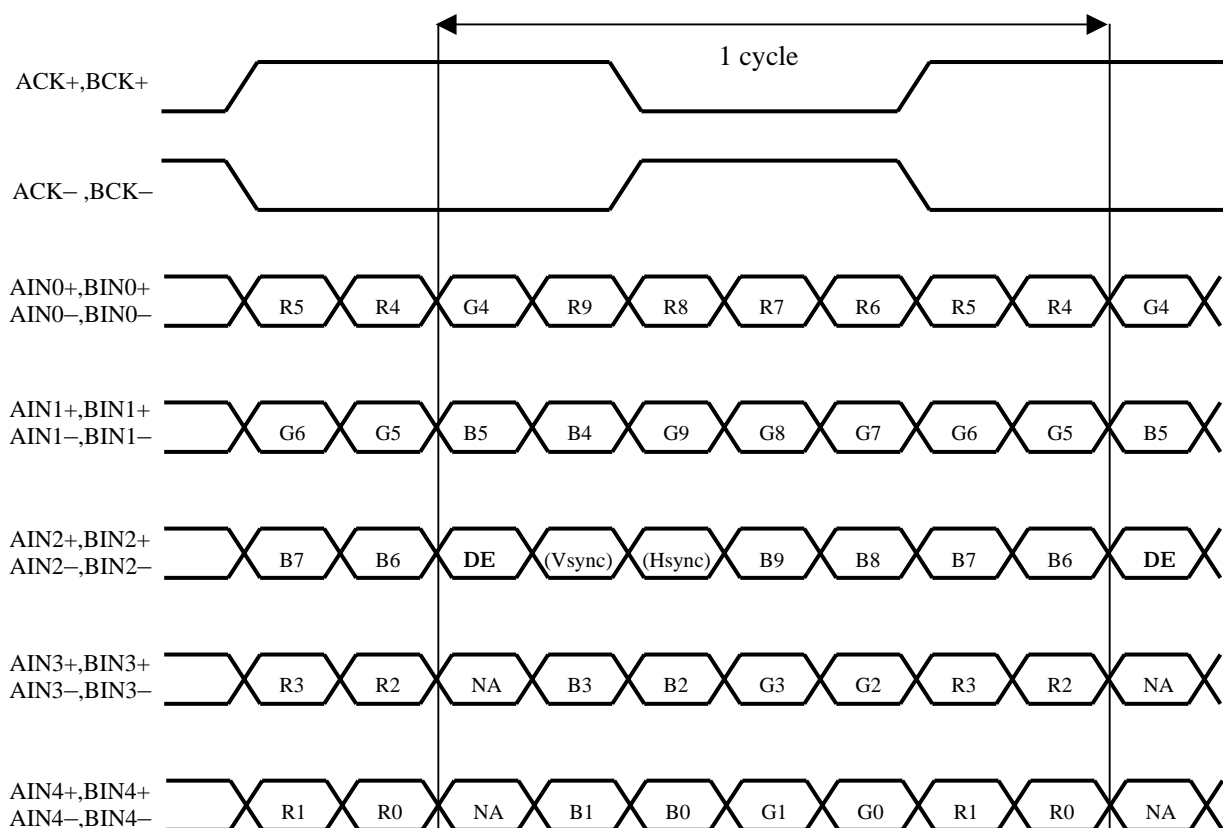 1 cycle
ACK+,BCK+
ACK− ,BCK−
AIN0+,BIN0+
AIN0−,BIN0−
R5 R4 G4 R9 R8 R7 R6 R5 R4 G4
AIN1+,BIN1+
AIN1−,BIN1−
G6 G5 B5 B4 G9 G8 G7 G6 G5 B5
AIN2+,BIN2+
AIN2−,BIN2−
B7 B6 DE (Vsync) (Hsync) B9 B8 B7 B6 DE
AIN3+,BIN3+
AIN3−,BIN3−
R3 R2 NA B3 B2 G3 G2 R3 R2 NA
AIN4+,BIN4+
AIN4−,BIN4−
R1 R0 NA B1 B0 G1 G0 R1 R0 NA